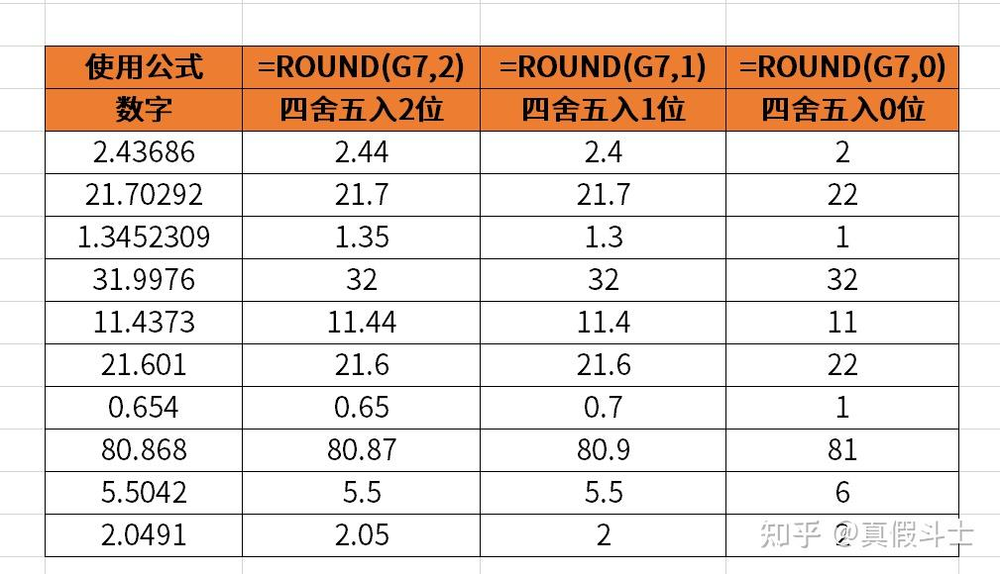 使用公式 =ROUND(G7,2) =ROUND(G7,1) =ROUND(G7,0)
数字 四舍五入2位 四舍五入1位 四舍五入0位
2.43686 2.44 2.4 2
21.70292 21.7 21.7 22
1.3452309 1.35 1.3 1
31.9976 32 32 32
11.4373 11.44 11.4 11
21.601 21.6 21.6 22
0.654 0.65 0.7 1
80.868 80.87 80.9 81
5.5042 5.5 5.5 6
2.0491 2.05 2 2
知乎 @真假斗士